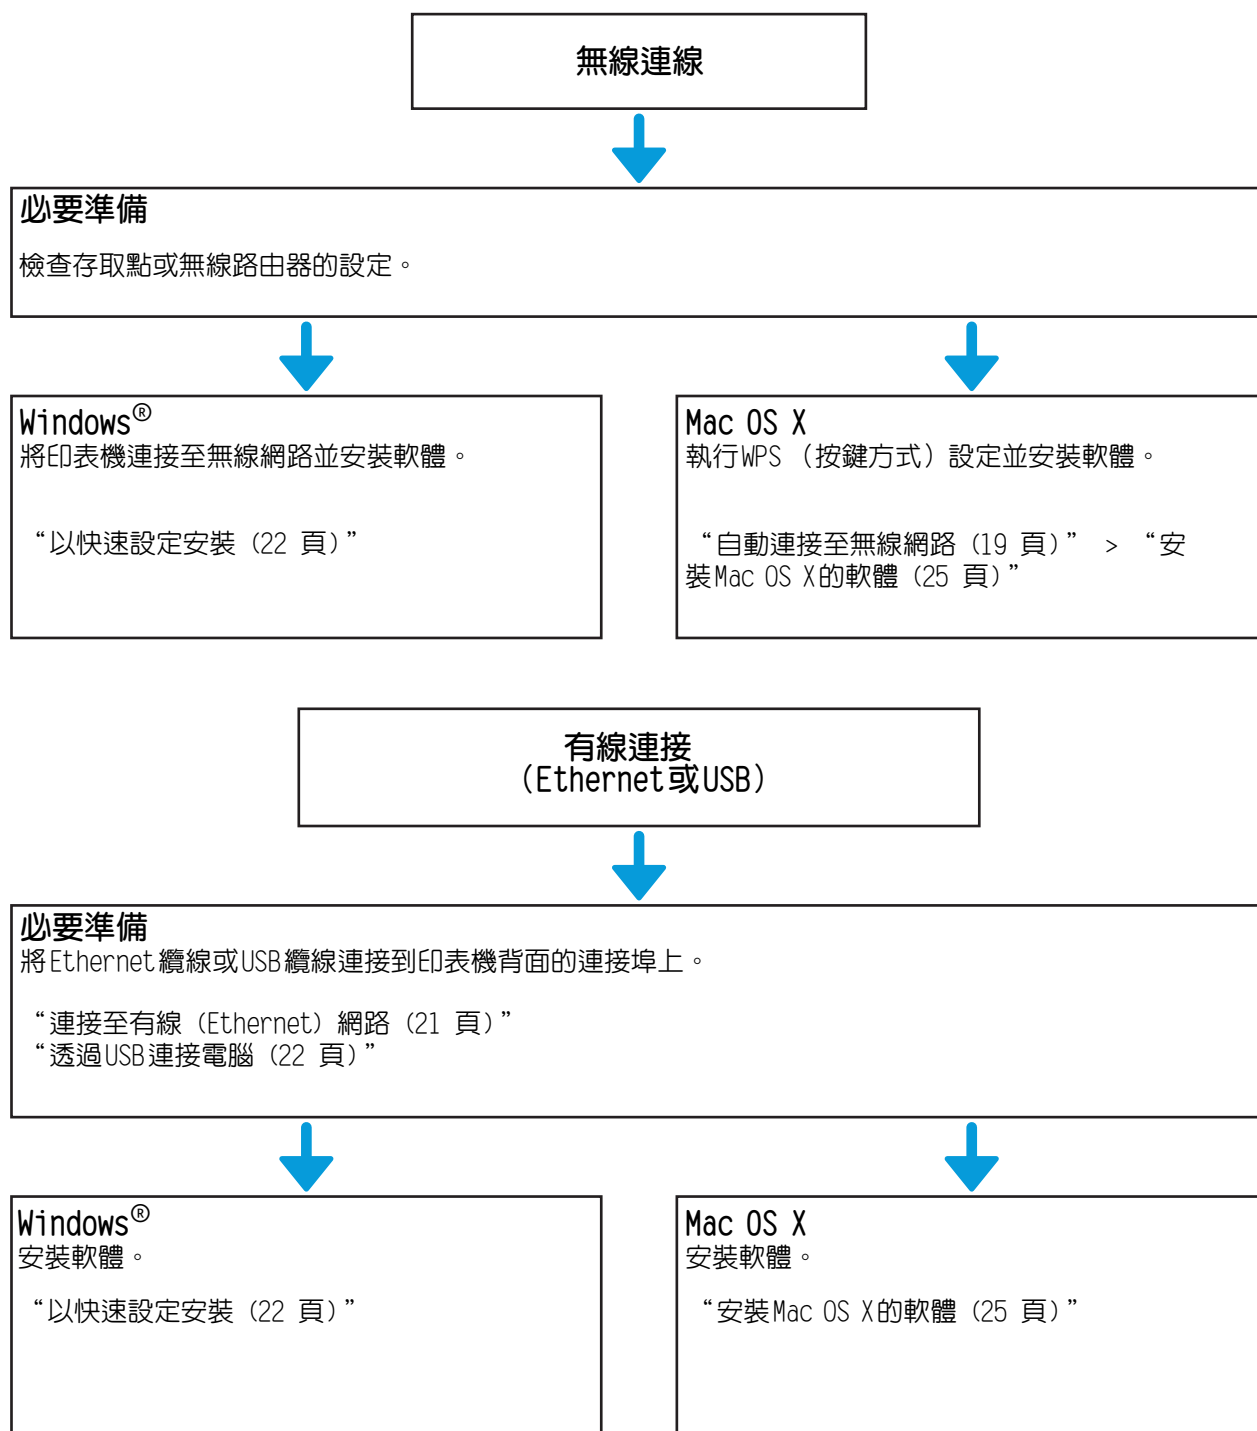 無線連線
必要準備
檢查存取點或無線路由器的設定。
Windows®
將印表機連接至無線網路並安裝軟體。
“以快速設定安裝 (22 頁)”
Mac OS X
執行WPS (按鍵方式) 設定並安裝軟體。
“自動連接至無線網路 (19 頁)” > “安
裝Mac OS X的軟體 (25 頁)”
有線連接
(Ethernet或USB)
必要準備
將Ethernet纜線或USB纜線連接到印表機背面的連接埠上。
“連接至有線 (Ethernet) 網路 (21 頁)”
“透過USB連接電腦 (22 頁)”
Windows®
安裝軟體。
“以快速設定安裝 (22 頁)”
Mac OS X
安裝軟體。
“安裝Mac OS X的軟體 (25 頁)”